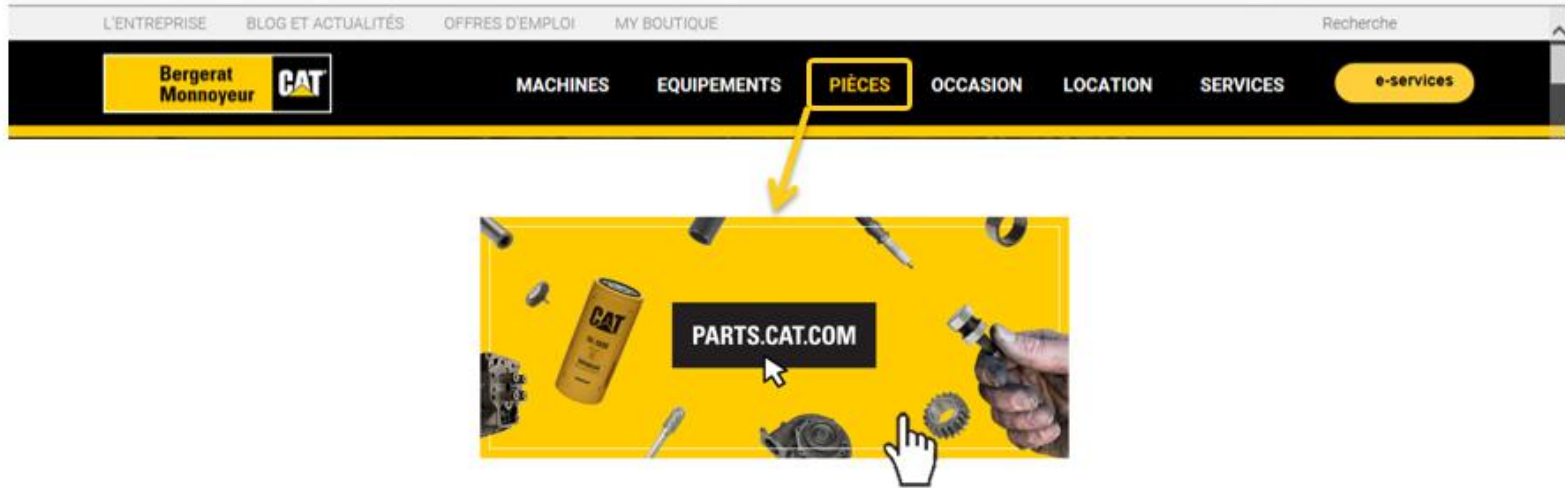 L'ENTREPRISE BLOG ET ACTUALITÉS OFFRES D'EMPLOI MY BOUTIQUE Recherche
Bergerat
Monnoyeur
CAT
MACHINES EQUIPEMENTS PIÈCES OCCASION LOCATION SERVICES e-services
CAT
PARTS.CAT.COM